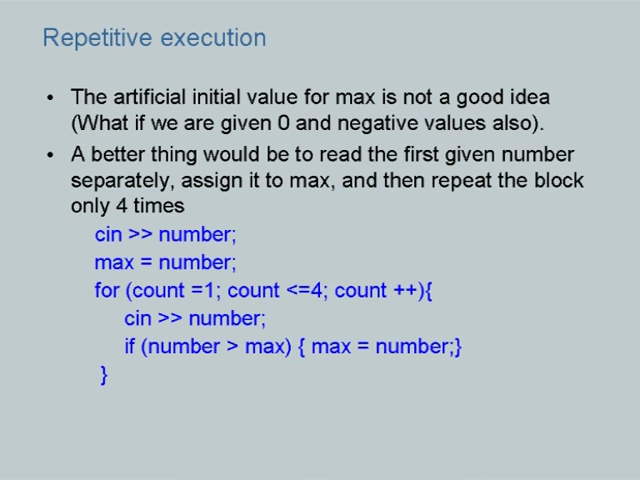 Repetitive execution
• The artificial initial value for max is not a good idea
(What if we are given 0 and negative values also).
• A better thing would be to read the first given number
separately, assign it to max, and then repeat the block
only 4 times
cin >> number;
max = number;
for (count =1; count <=4; count ++){
cin >> number;
if (number > max) { max = number;}
}